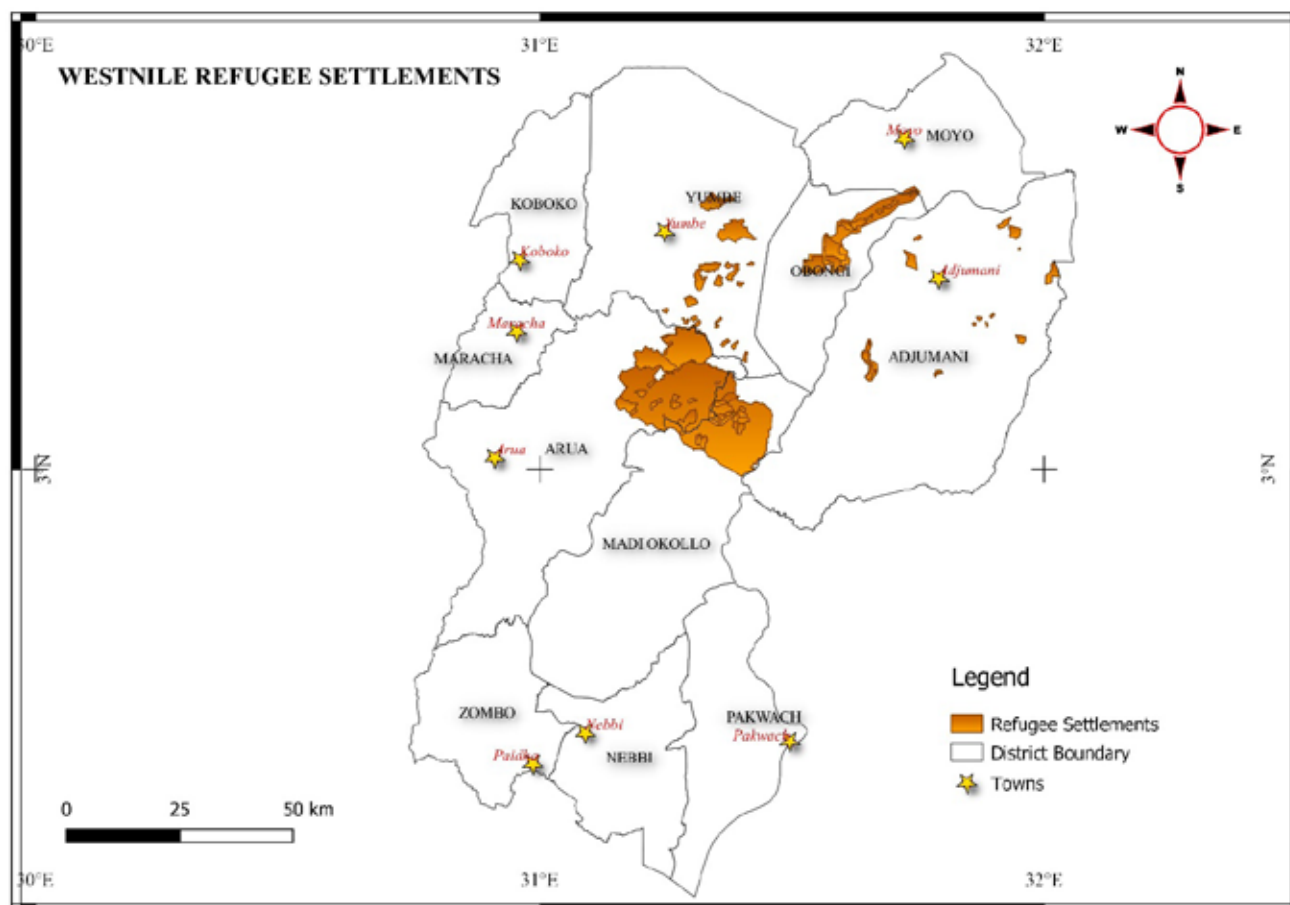 30°E 31°E 32°E
WESTNILE REFUGEE SETTLEMENTS
N
W E
S
Moyo MOYO
KOBOKO
YUMBE
Yumbe
Koboko
OBONGI
Adjumani
Maracha
MARACHA
ADJUMANI
Arua
ARUA
3°N 3°N
MADI OKOLLO
Legend
ZOMBO
PAKWACH
Nebbi
Pakwach
Refugee Settlements
Paidha
NEBBI
District Boundary
Towns
0 25 50 km
30°E 31°E 32°E